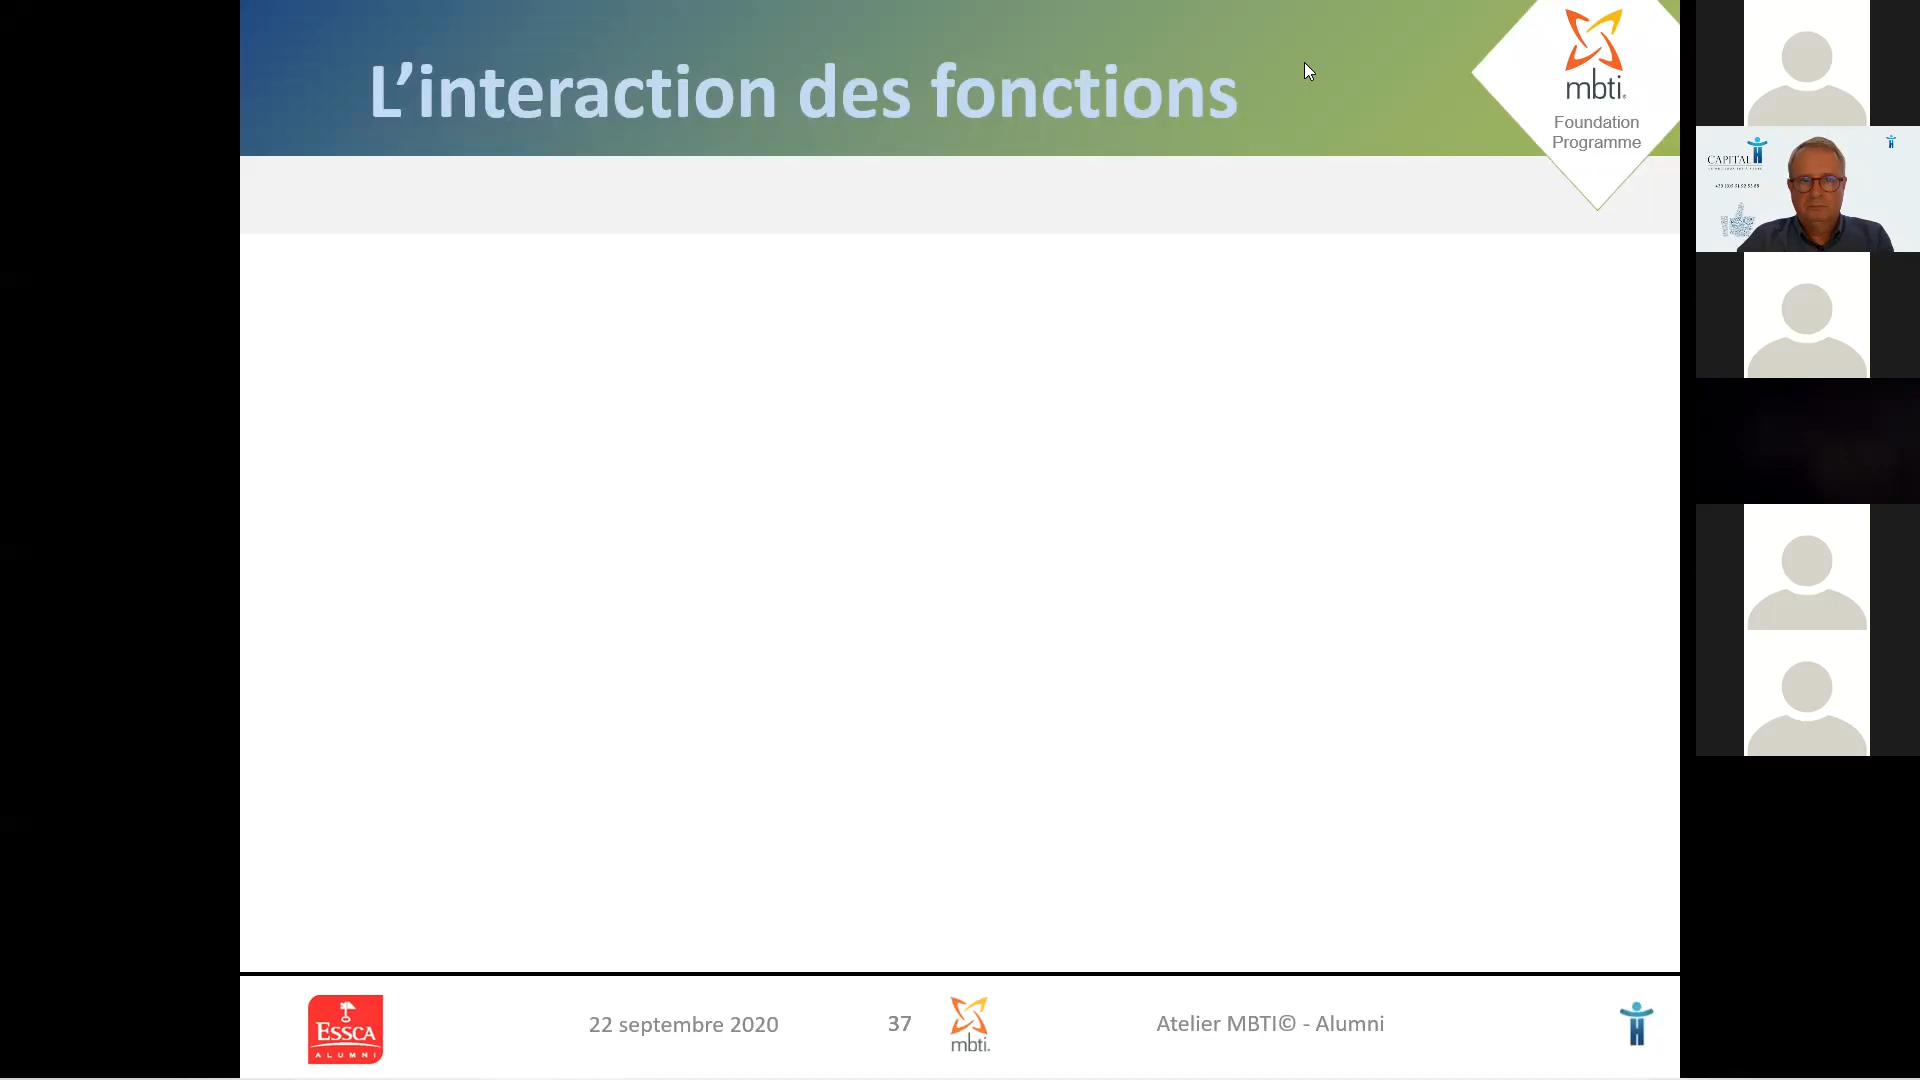 L’interaction des fonctions
mbti®
Foundation
Programme
CAPITAL H
ESSCA
ALUMNI
22 septembre 2020
37
mbti.
Atelier MBTI© - Alumni